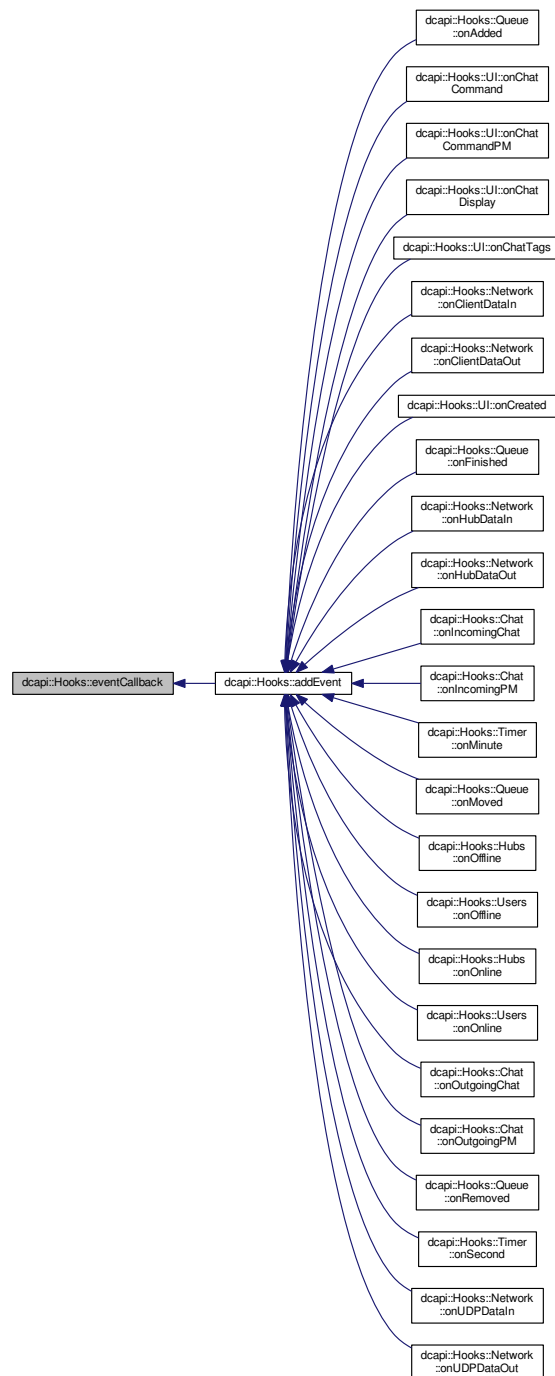 dcapi::Hooks::Queue
::onAdded
dcapi::Hooks::UI::onChat
Command
dcapi::Hooks::UI::onChat
CommandPM
dcapi::Hooks::UI::onChat
Display
dcapi::Hooks::UI::onChatTags
dcapi::Hooks::Network
::onClientDataIn
dcapi::Hooks::Network
::onClientDataOut
dcapi::Hooks::UI::onCreated
dcapi::Hooks::Queue
::onFinished
dcapi::Hooks::Network
::onHubDataIn
dcapi::Hooks::Network
::onHubDataOut
dcapi::Hooks::Chat
::onIncomingChat
dcapi::Hooks::eventCallback
dcapi::Hooks::addEvent
dcapi::Hooks::Chat
::onIncomingPM
dcapi::Hooks::Timer
::onMinute
dcapi::Hooks::Queue
::onMoved
dcapi::Hooks::Hubs
::onOffline
dcapi::Hooks::Users
::onOffline
dcapi::Hooks::Hubs
::onOnline
dcapi::Hooks::Users
::onOnline
dcapi::Hooks::Chat
::onOutgoingChat
dcapi::Hooks::Chat
::onOutgoingPM
dcapi::Hooks::Queue
::onRemoved
dcapi::Hooks::Timer
::onSecond
dcapi::Hooks::Network
::onUDPDataIn
dcapi::Hooks::Network
::onUDPDataOut